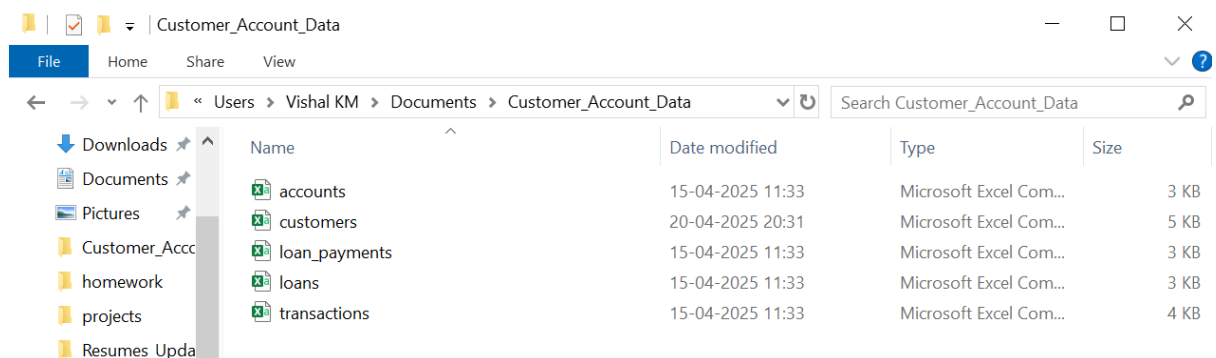 Customer_Account_Data
File Home Share View
« Users > Vishal KM > Documents > Customer_Account_Data Search Customer_Account_Data
Downloads
Documents
Pictures
Customer_Accc
homework
projects
Resumes Upda
Name Date modified Type Size
accounts 15-04-2025 11:33 Microsoft Excel Com... 3 KB
customers 20-04-2025 20:31 Microsoft Excel Com... 5 KB
loan_payments 15-04-2025 11:33 Microsoft Excel Com... 3 KB
loans 15-04-2025 11:33 Microsoft Excel Com... 3 KB
transactions 15-04-2025 11:33 Microsoft Excel Com... 4 KB